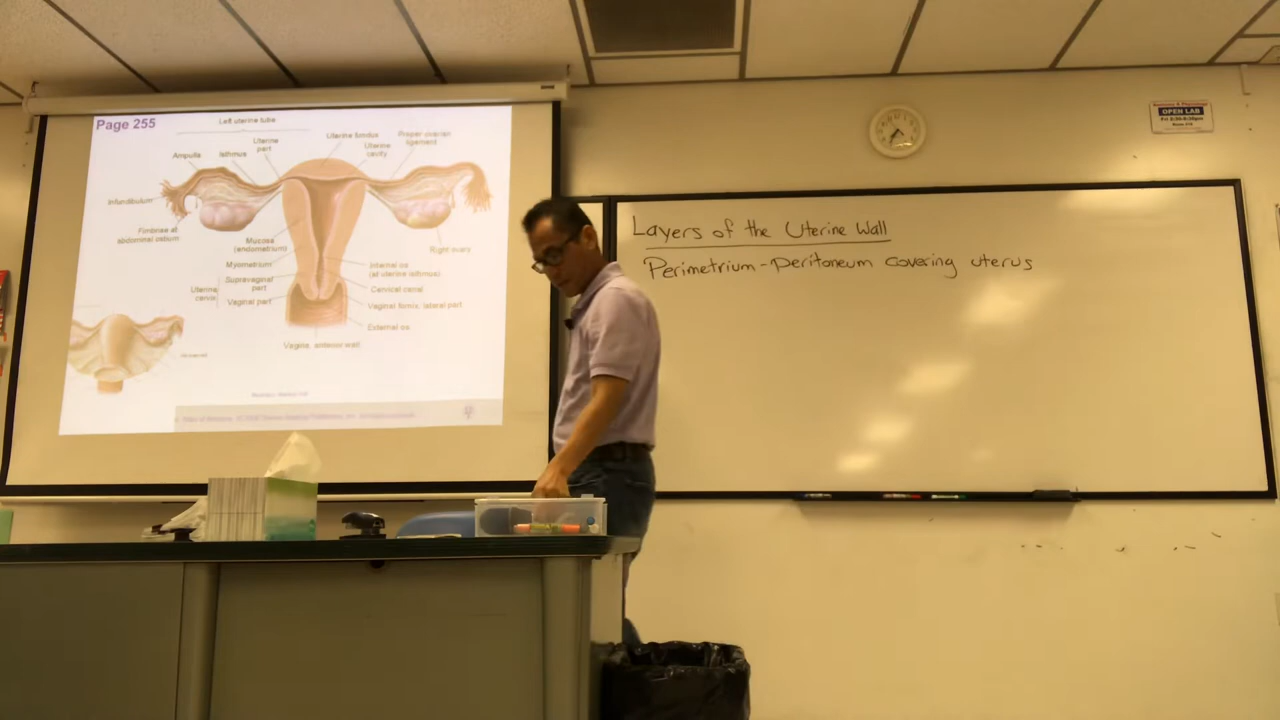 Page 255
Left uterine tube
Ampulla
Isthmus
Uterine part
Uterine fundus
Uterine cavity
Proper ovarian ligament
Infundibulum
Fimbriae at abdominal ostium
Mucosa (endometrium)
Right ovary
Myometrium
Internal os (at uterine isthmus)
Uterine cervix
Supravaginal part
Vaginal part
Cervical canal
Vaginal fornix, lateral part
External os
Vagina, anterior wall
OPEN LAB
Layers of the Uterine Wall
Perimetrium-peritoneum covering uterus